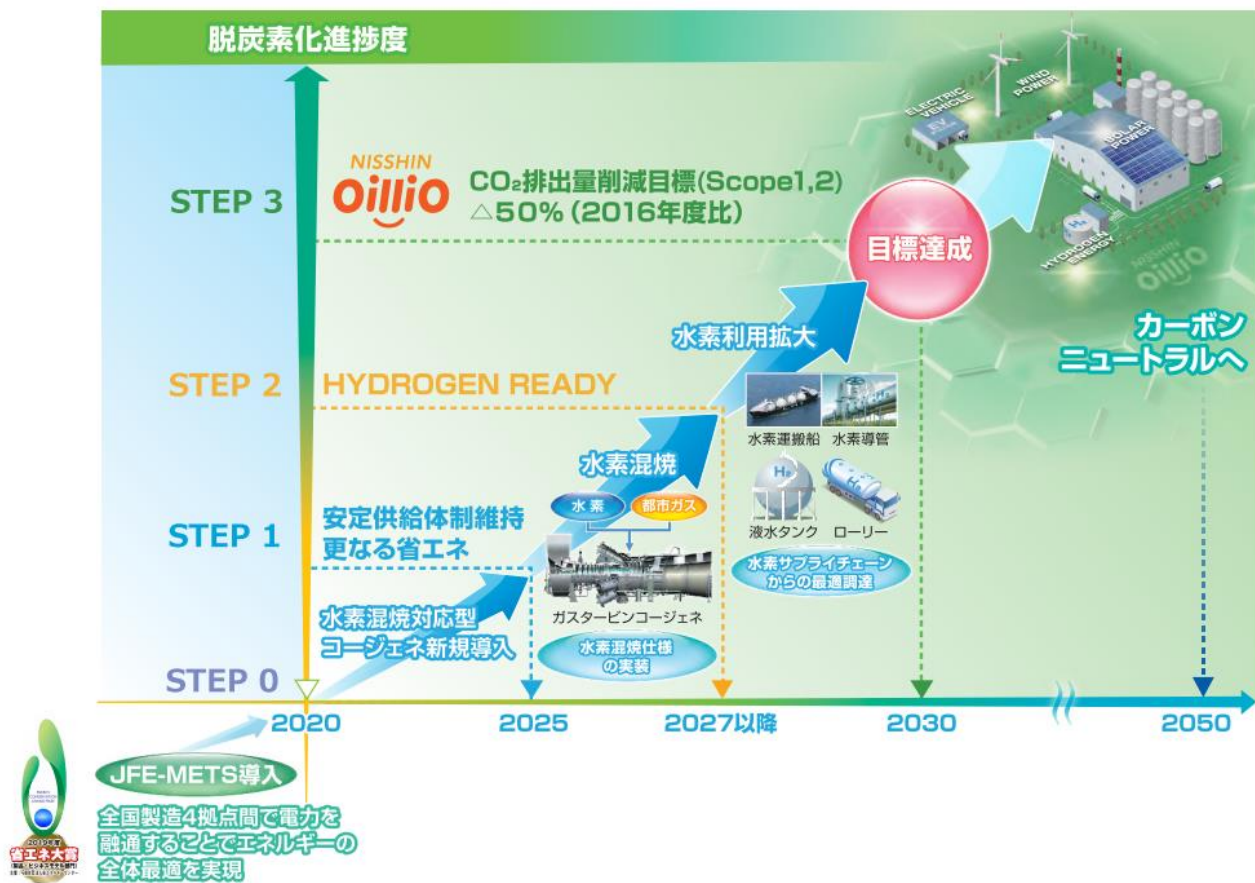 脱炭素化進捗度
ELECTRIC
VEHICLE
WIND
POWER
EV
SOLAR
POWER
STEP 3
NISSHIN
OilliO
CO₂排出量削減目標(Scope1,2)
△50%（2016年度比）
目標達成
H₂
HYDROGEN
ENERGY
NISSHIN
OilliO
カーボン
ニュートラルへ
水素利用拡大
STEP 2
HYDROGEN READY
水素運搬船
水素導管
水素混焼
水素
都市ガス
H₂
H₂
液水タンク
ローリー
STEP 1
安定供給体制維持
更なる省エネ
水素サプライチェーン
からの最適調達
水素混焼対応型
コージェネ新規導入
ガスタービンコージェネ
水素混焼仕様
の実装
STEP 0
2020
2025
2027以降
2030
2050
JFE-METS導入
全国製造4拠点間で電力を
融通することでエネルギーの
全体最適を実現
2019年度
省エネ大賞